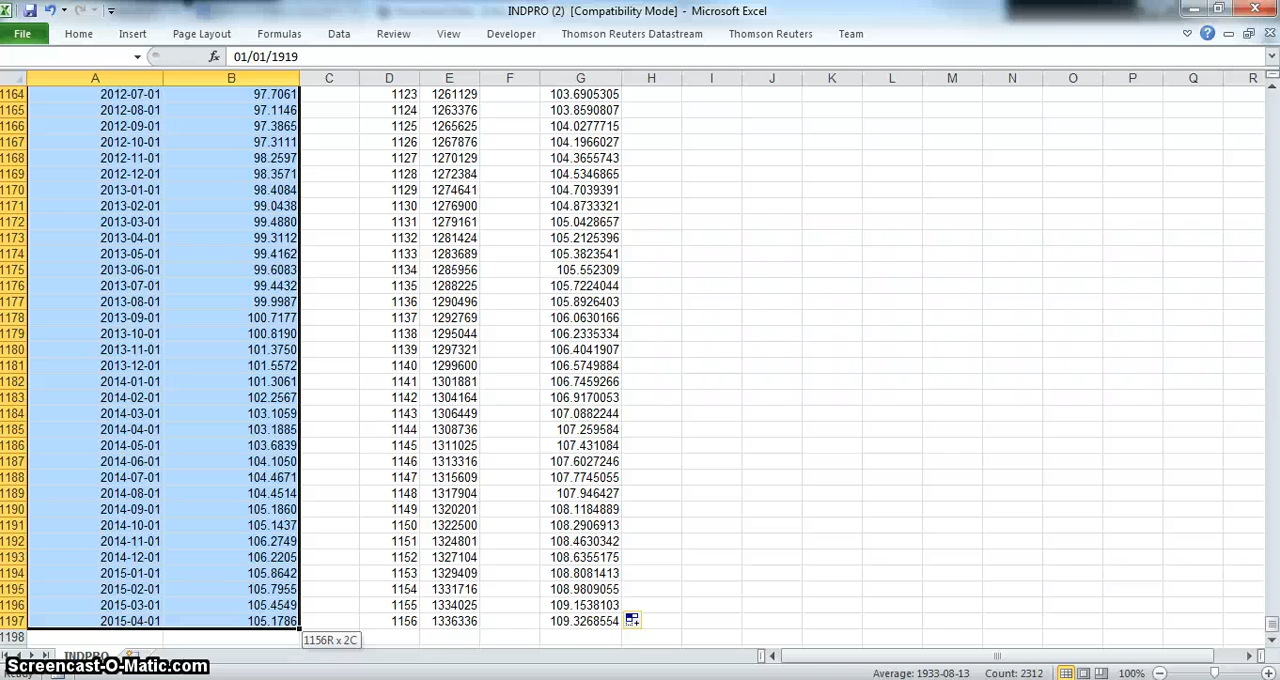 INDPRO (2) [Compatibility Mode] - Microsoft Excel
File Home Insert Page Layout Formulas Data Review View Developer Thomson Reuters Datastream Thomson Reuters Team
fx 01/01/1919
A B C D E F G H I J K L M N O P Q R
1164 2012-07-01 97.7061 1123 1261129 103.6905305
1165 2012-08-01 97.1146 1124 1263376 103.8590807
1166 2012-09-01 97.3865 1125 1265625 104.0277715
1167 2012-10-01 97.3111 1126 1267876 104.1966027
1168 2012-11-01 98.2597 1127 1270129 104.3655743
1169 2012-12-01 98.3571 1128 1272384 104.5346865
1170 2013-01-01 98.4084 1129 1274641 104.7039391
1171 2013-02-01 99.0438 1130 1276900 104.8733321
1172 2013-03-01 99.4880 1131 1279161 105.0428657
1173 2013-04-01 99.3112 1132 1281424 105.2125396
1174 2013-05-01 99.4162 1133 1283689 105.3823541
1175 2013-06-01 99.6083 1134 1285956 105.552309
1176 2013-07-01 99.4432 1135 1288225 105.7224044
1177 2013-08-01 99.9987 1136 1290496 105.8926403
1178 2013-09-01 100.7177 1137 1292769 106.0630166
1179 2013-10-01 100.8190 1138 1295044 106.2335334
1180 2013-11-01 101.3750 1139 1297321 106.4041907
1181 2013-12-01 101.5572 1140 1299600 106.5749884
1182 2014-01-01 101.3061 1141 1301881 106.7459266
1183 2014-02-01 102.2567 1142 1304164 106.9170053
1184 2014-03-01 103.1059 1143 1306449 107.0882244
1185 2014-04-01 103.1885 1144 1308736 107.259584
1186 2014-05-01 103.6839 1145 1311025 107.431084
1187 2014-06-01 104.1050 1146 1313316 107.6027246
1188 2014-07-01 104.4671 1147 1315609 107.7745055
1189 2014-08-01 104.4514 1148 1317904 107.946427
1190 2014-09-01 105.1860 1149 1320201 108.1184889
1191 2014-10-01 105.1437 1150 1322500 108.2906913
1192 2014-11-01 106.2749 1151 1324801 108.4630342
1193 2014-12-01 106.2205 1152 1327104 108.6355175
1194 2015-01-01 105.8642 1153 1329409 108.8081413
1195 2015-02-01 105.7955 1154 1331716 108.9809055
1196 2015-03-01 105.4549 1155 1334025 109.1538103
1197 2015-04-01 105.1786 1156 1336336 109.3268554
1198
1156R x 2C
INDPRO
Screencast-O-Matic.com
Average: 1933-08-13 Count: 2312 100%